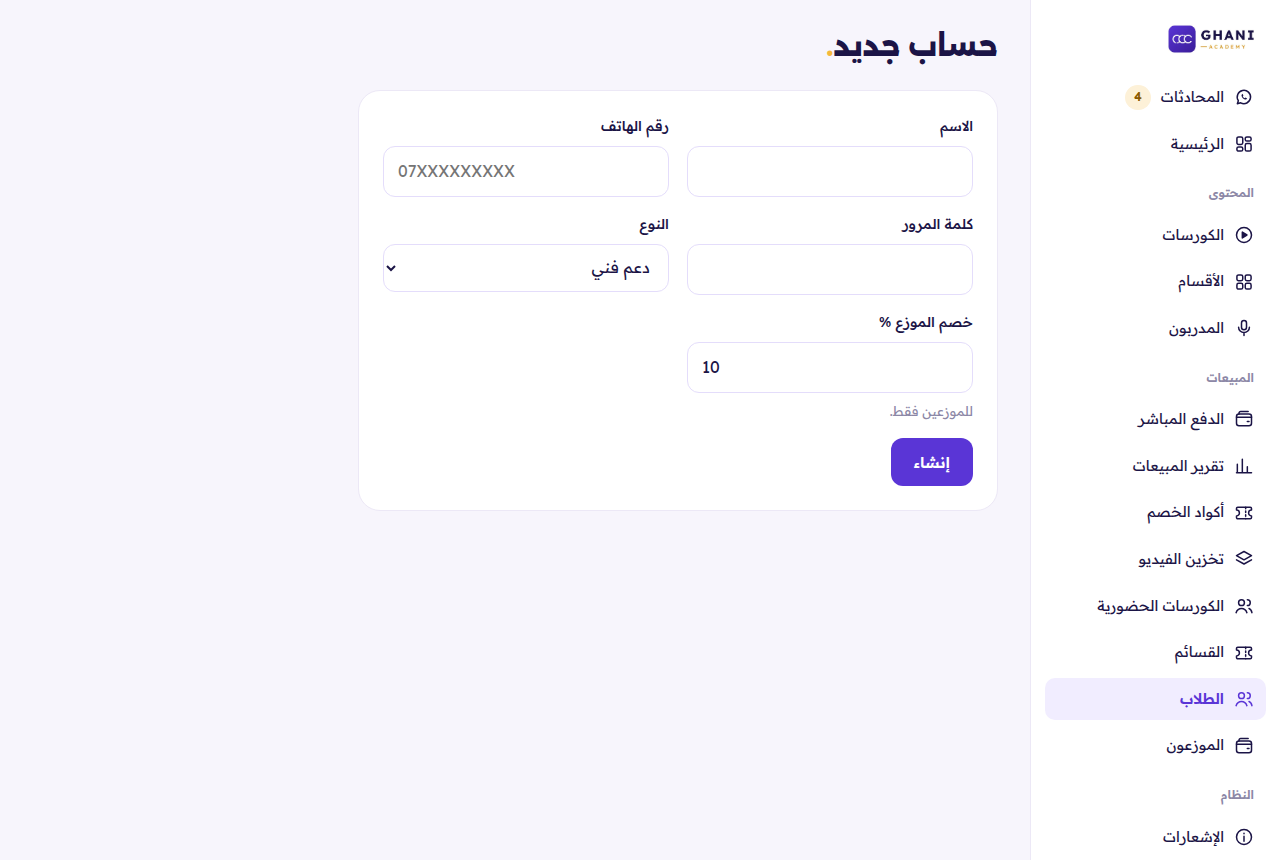 GHANI
ACADEMY
المحادثات 4
الرئيسية
المحتوى
الكورسات
الأقسام
المدربون
المبيعات
الدفع المباشر
تقرير المبيعات
أكواد الخصم
تخزين الفيديو
الكورسات الحضورية
القسائم
الطلاب
الموزعون
النظام
الإشعارات
حساب جديد.
الاسم
رقم الهاتف
07XXXXXXXXX
كلمة المرور
النوع
دعم فني
خصم الموزع %
10
للموزعين فقط.
إنشاء